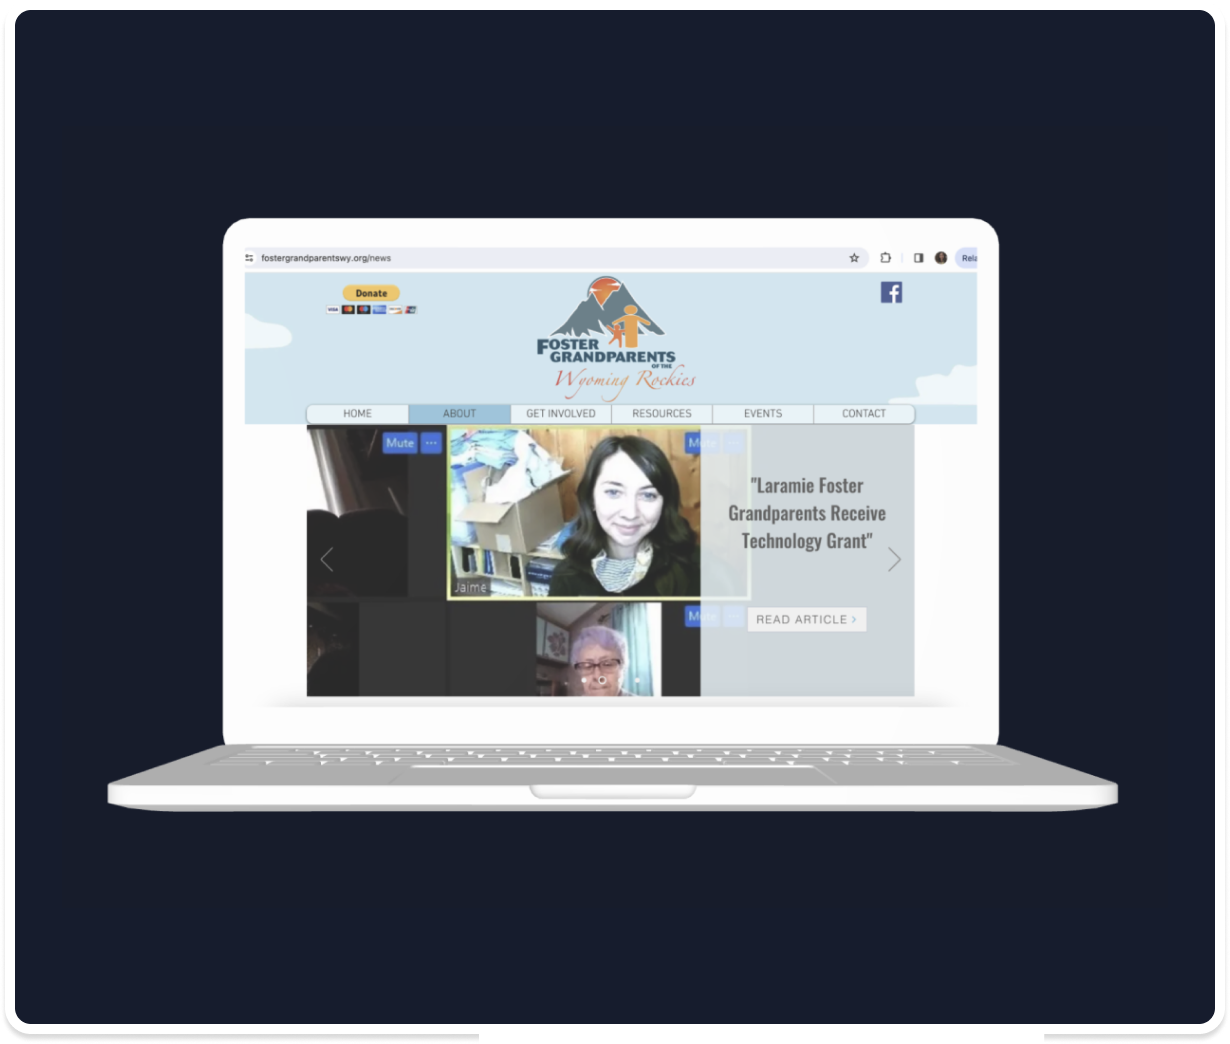 fostergrandparentswy.org/news
Donate
VISA
FOSTER
GRANDPARENTS
OF THE
Wyoming Rockies
HOME
ABOUT
GET INVOLVED
RESOURCES
EVENTS
CONTACT
Mute
Mute
"Laramie Foster
Grandparents Receive
Technology Grant"
Jaime
Mute
READ ARTICLE